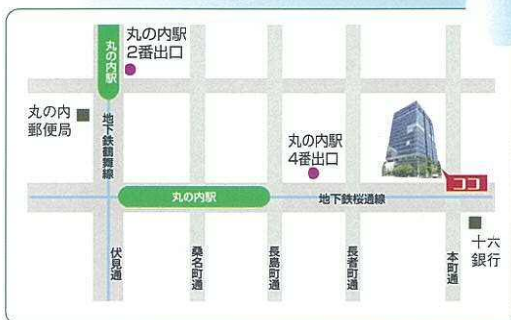 丸の内駅
2番出口
丸の内駅
丸の内
郵便局
地下鉄鶴舞線
丸の内駅
4番出口
ココ
丸の内駅
地下鉄桜通線
十六
銀行
伏見通
桑名町通
長島町通
長者町通
本町通